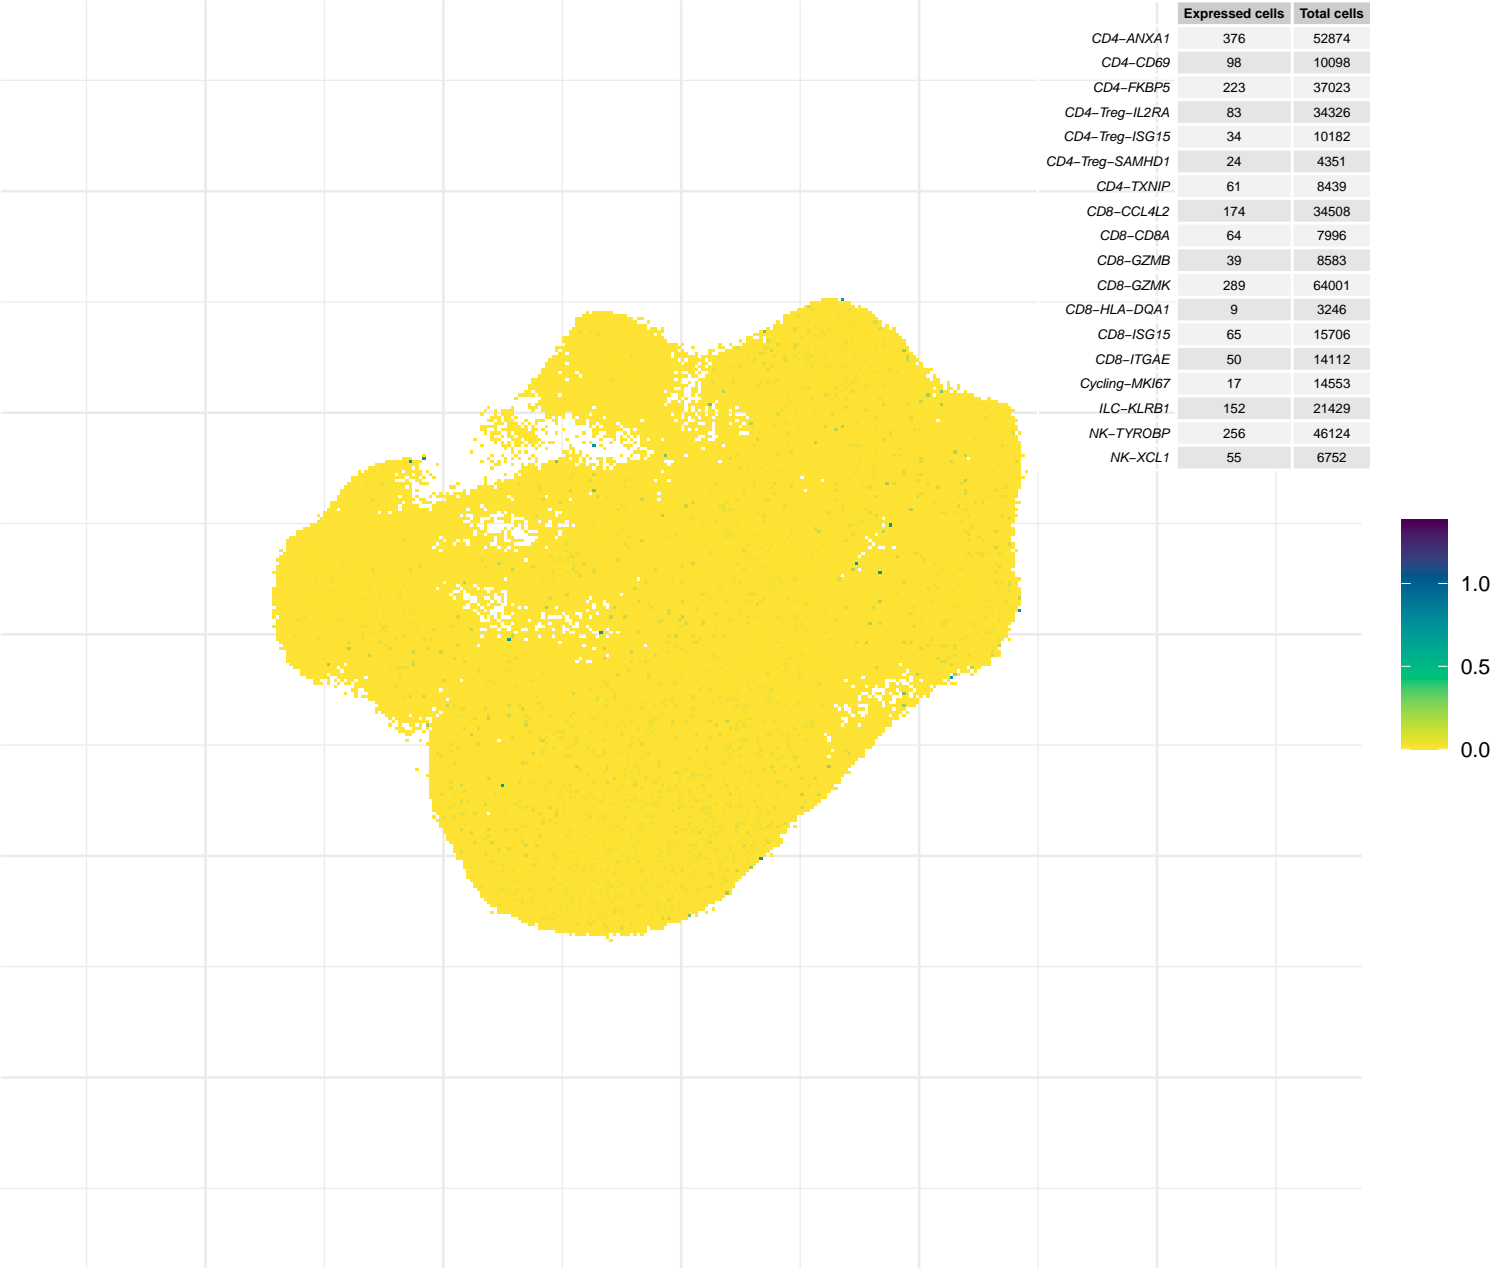 Expressed cells Total cells
CD4−ANXA1 376 52874
CD4−CD69 98 10098
CD4−FKBP5 223 37023
CD4−Treg−IL2RA 83 34326
CD4−Treg−ISG15 34 10182
CD4−Treg−SAMHD1 24 4351
CD4−TXNIP 61 8439
CD8−CCL4L2 174 34508
CD8−CD8A 64 7996
CD8−GZMB 39 8583
CD8−GZMK 289 64001
CD8−HLA−DQA1 9 3246
CD8−ISG15 65 15706
CD8−ITGAE 50 14112
Cycling−MKI67 17 14553
ILC−KLRB1 152 21429
NK−TYROBP 256 46124
NK−XCL1 55 6752
1.0
0.5
0.0